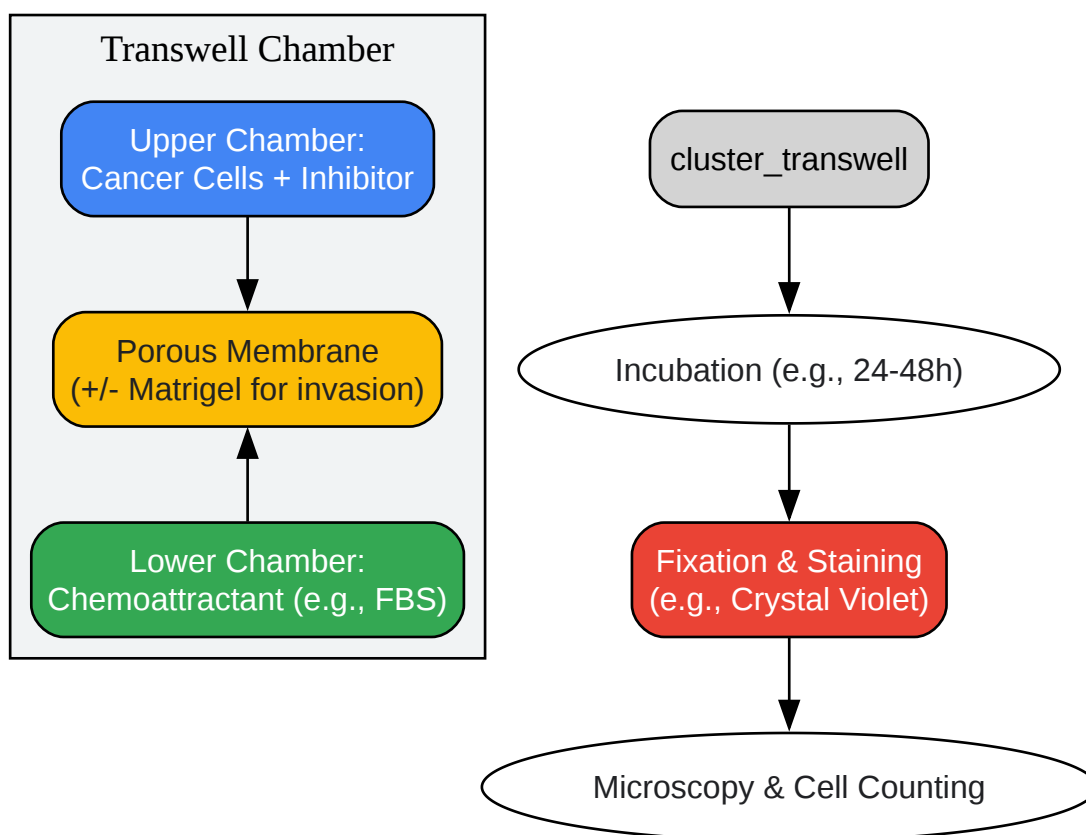 Transwell Chamber
Upper Chamber:
Cancer Cells + Inhibitor
Porous Membrane
(+/- Matrigel for invasion)
Lower Chamber:
Chemoattractant (e.g., FBS)
cluster_transwell
Incubation (e.g., 24-48h)
Fixation & Staining
(e.g., Crystal Violet)
Microscopy & Cell Counting